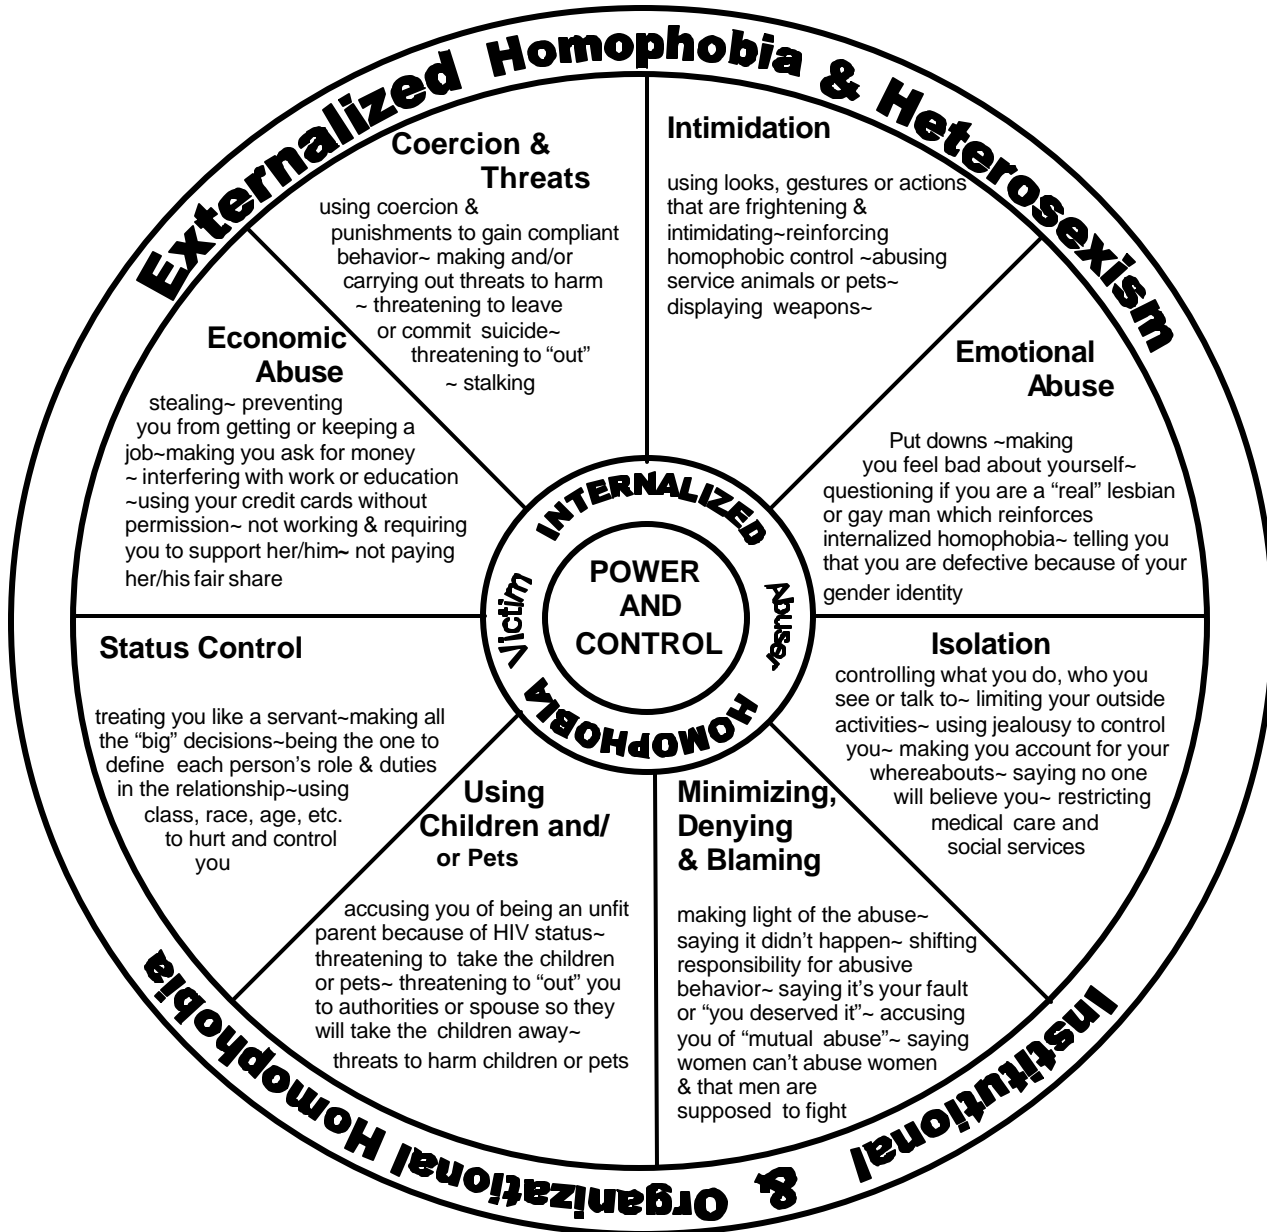 Externalized Homophobia & Heterosexism
Coercion &
Threats
using coercion &
punishments to gain compliant
behavior~ making and/or
carrying out threats to harm
~ threatening to leave
or commit suicide~
threatening to “out”
~ stalking
Intimidation
using looks, gestures or actions
that are frightening &
intimidating~reinforcing
homophobic control ~abusing
service animals or pets~
displaying weapons~
Economic
Abuse
stealing~ preventing
you from getting or keeping a
job~making you ask for money
~ interfering with work or education
~using your credit cards without
permission~ not working & requiring
you to support her/him~ not paying
her/his fair share
Emotional
Abuse
Put downs ~making
you feel bad about yourself~
questioning if you are a “real” lesbian
or gay man which reinforces
internalized homophobia~ telling you
that you are defective because of your
gender identity
INTERNALIZED
Victim
POWER
AND
CONTROL
Abuser
HOMOPHOBIA
Status Control
treating you like a servant~making all
the “big” decisions~being the one to
define each person’s role & duties
in the relationship~using
class, race, age, etc.
to hurt and control
you
Isolation
controlling what you do, who you
see or talk to~ limiting your outside
activities~ using jealousy to control
you~ making you account for your
whereabouts~ saying no one
will believe you~ restricting
medical care and
social services
Using
Children and/
or Pets
accusing you of being an unfit
parent because of HIV status~
threatening to take the children
or pets~ threatening to “out” you
to authorities or spouse so they
will take the children away~
threats to harm children or pets
Minimizing,
Denying
& Blaming
making light of the abuse~
saying it didn’t happen~ shifting
responsibility for abusive
behavior~ saying it’s your fault
or “you deserved it”~ accusing
you of “mutual abuse”~ saying
women can’t abuse women
& that men are
supposed to fight
Institutional & Organizational Homophobia